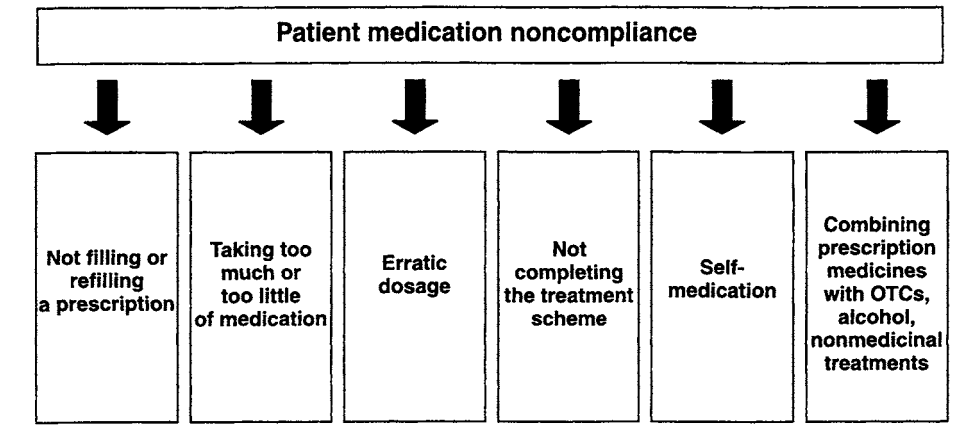 Patient medication noncompliance
Not filling or
refilling
a prescription
Taking too
much or
too little
of medication
Erratic
dosage
Not
completing
the treatment
scheme
Self-
medication
Combining
prescription
medicines
with OTCs,
alcohol,
nonmedicinal
treatments